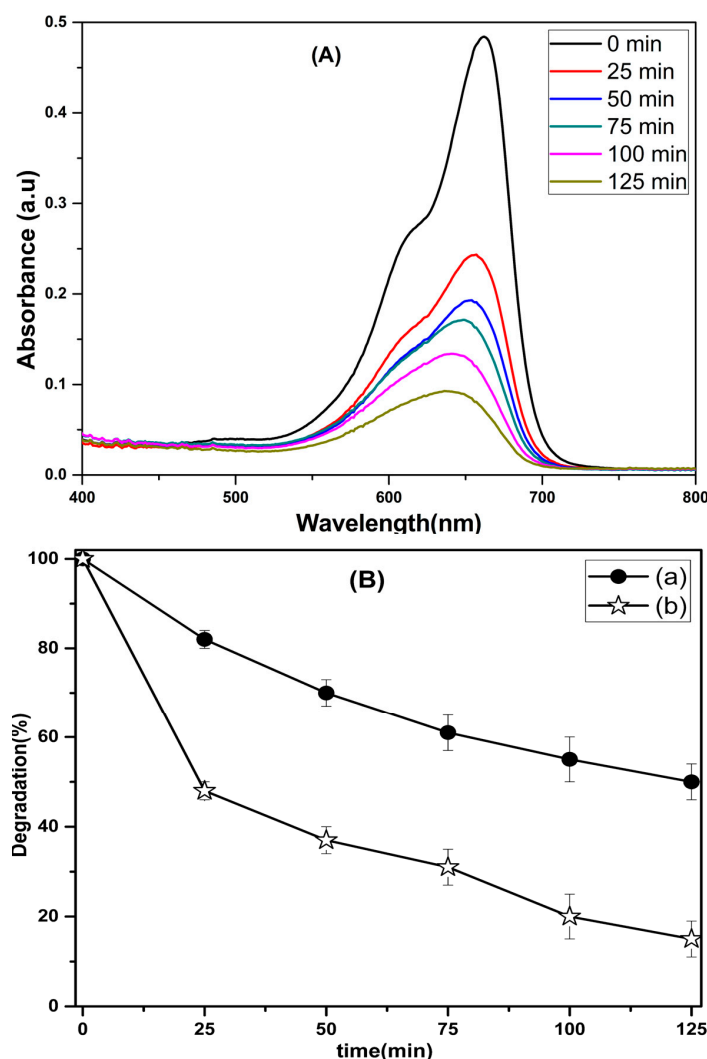 (A)
0 min
25 min
50 min
75 min
100 min
125 min
Absorbance (a.u)
0.5
0.4
0.3
0.2
0.1
0.0
400 500 600 700 800
Wavelength(nm)
(B)
(a)
(b)
Degradation(%)
100
80
60
40
20
0
0 25 50 75 100 125
time(min)